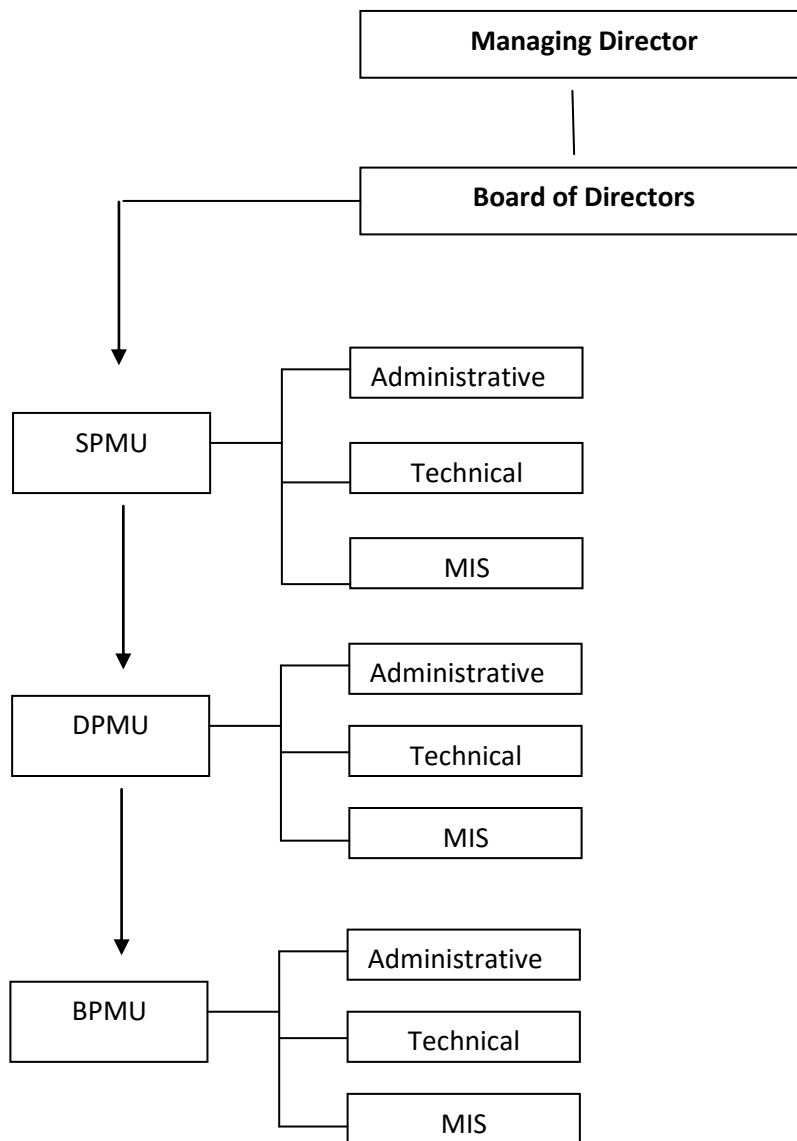 Managing Director
Board of Directors
Administrative
SPMU
Technical
MIS
Administrative
DPMU
Technical
MIS
Administrative
BPMU
Technical
MIS